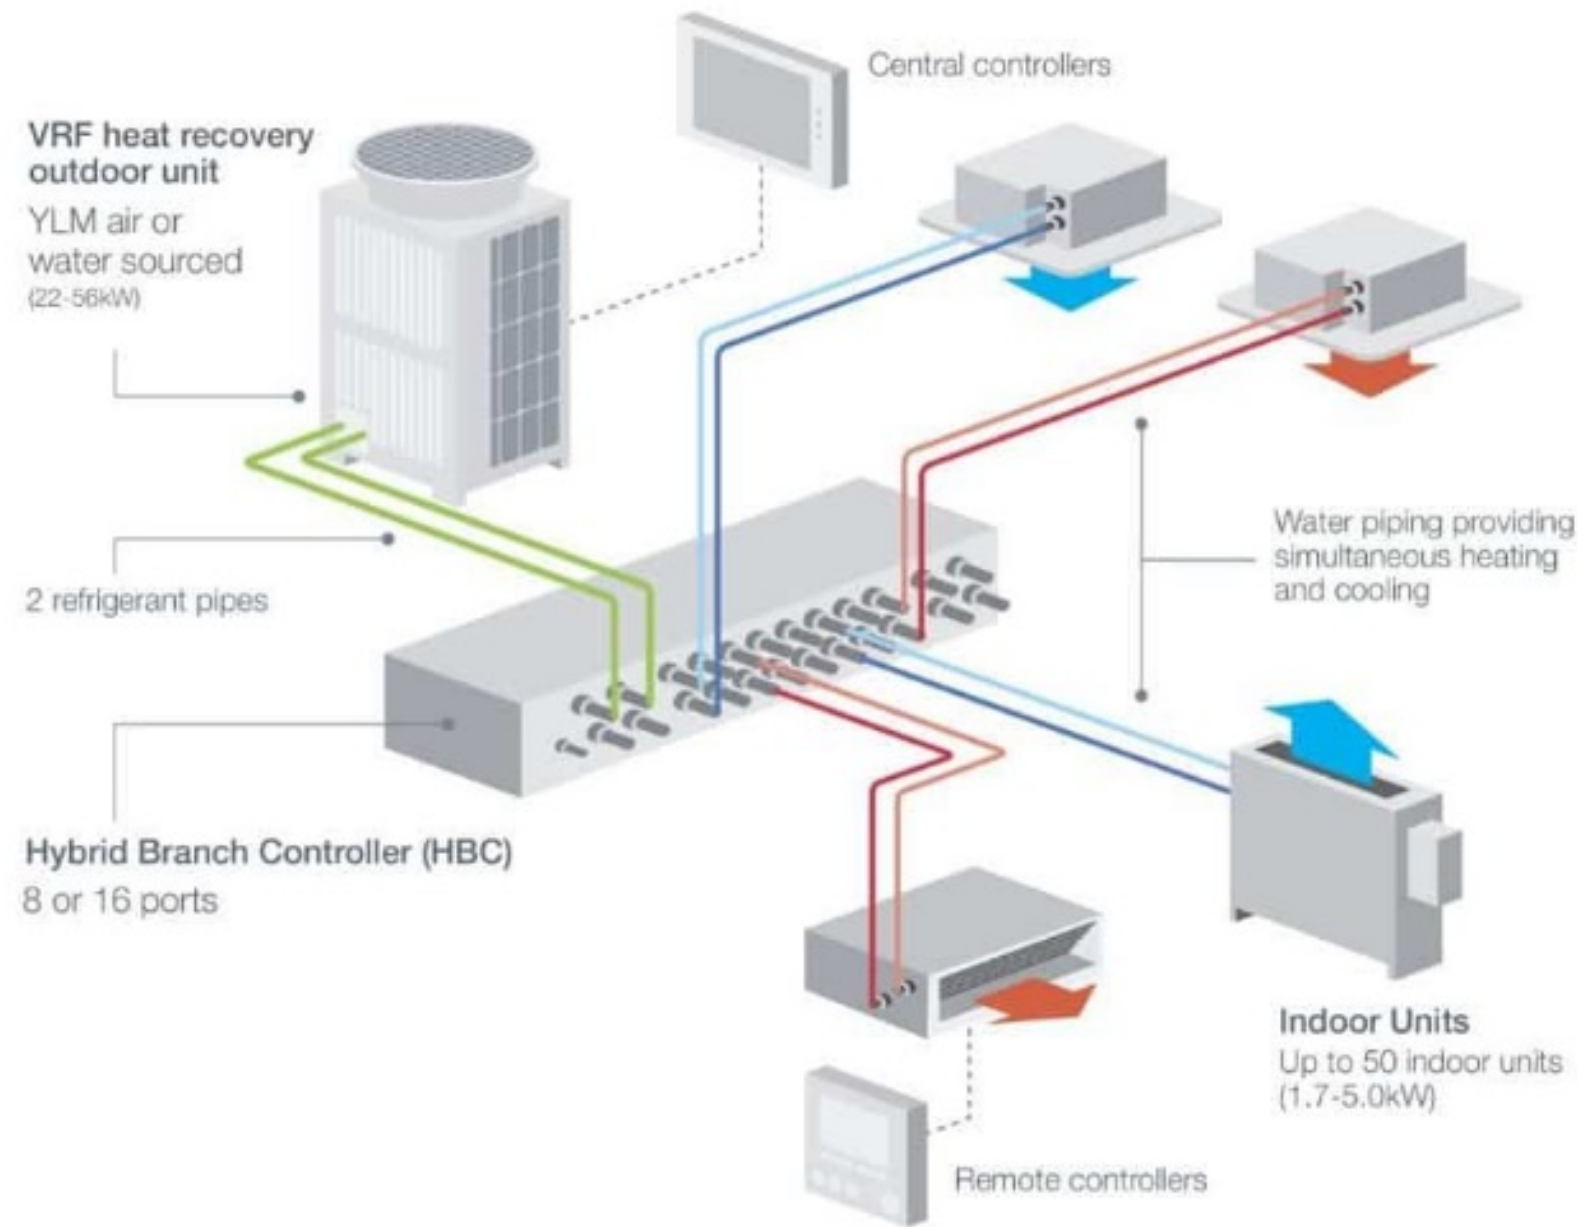 Central controllers
VRF heat recovery
outdoor unit
YLM air or
water sourced
(22-56kW)
2 refrigerant pipes
Water piping providing
simultaneous heating
and cooling
Hybrid Branch Controller (HBC)
8 or 16 ports
Indoor Units
Up to 50 indoor units
(1.7-5.0kW)
Remote controllers